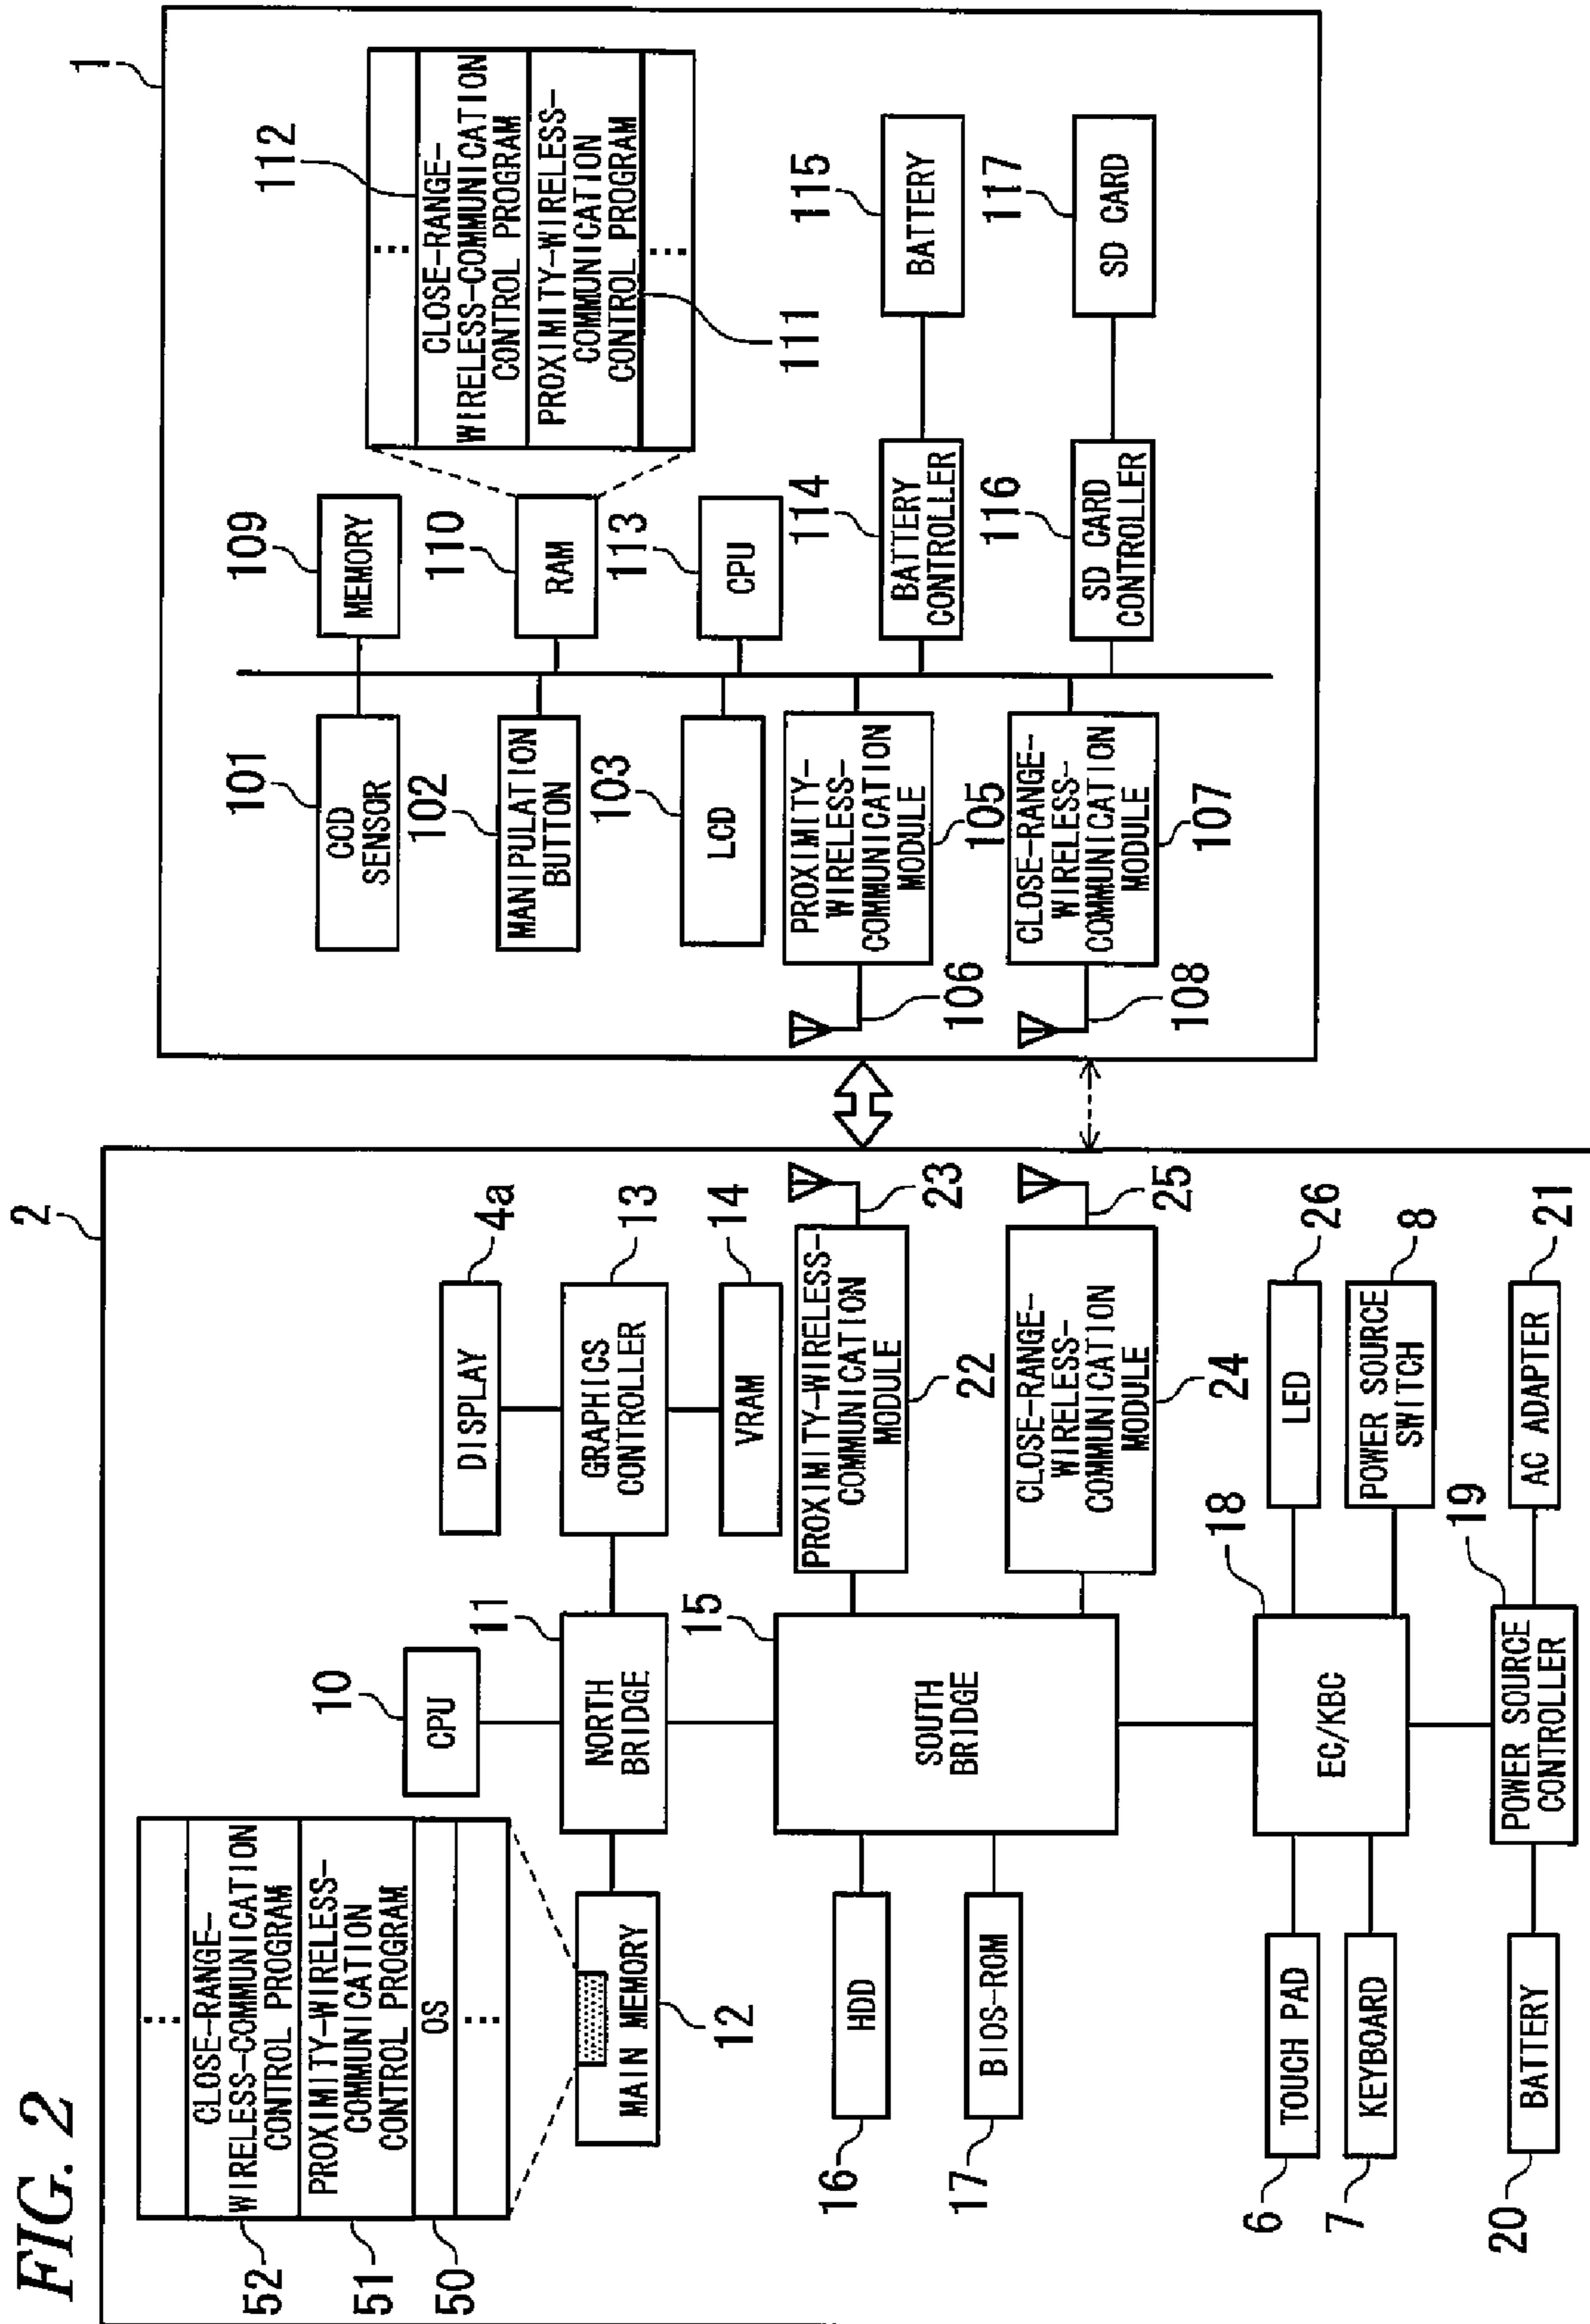 FIG. 2
2
52
51
50
⋮
CLOSE-RANGE-
WIRELESS-COMMUNICATION
CONTROL PROGRAM
PROXIMITY-WIRELESS-
COMMUNICATION
CONTROL PROGRAM
OS
⋮
MAIN MEMORY
12
10
CPU
11
NORTH
BRIDGE
DISPLAY
4a
GRAPHICS
CONTROLLER
13
VRAM
14
15
SOUTH
BRIDGE
16
HDD
17
BIOS-ROM
PROXIMITY-WIRELESS-
COMMUNICATION
MODULE
22
23
CLOSE-RANGE-
WIRELESS-
COMMUNICATION
MODULE
24
25
18
EC/KBC
6
TOUCH PAD
7
KEYBOARD
LED
26
POWER SOURCE
SWITCH
8
19
POWER SOURCE
CONTROLLER
20
BATTERY
AC ADAPTER
21
1
101
CCD
SENSOR
102
MANIPULATION
BUTTON
103
LCD
PROXIMITY-
WIRELESS-
COMMUNICATION
MODULE
105
106
CLOSE-RANGE-
WIRELESS-
COMMUNICATION
MODULE
107
108
109
MEMORY
110
RAM
113
CPU
112
⋮
CLOSE-RANGE-
WIRELESS-COMMUNICATION
CONTROL PROGRAM
PROXIMITY-WIRELESS-
COMMUNICATION
CONTROL PROGRAM
⋮
111
114
BATTERY
CONTROLLER
115
BATTERY
116
SD CARD
CONTROLLER
117
SD CARD